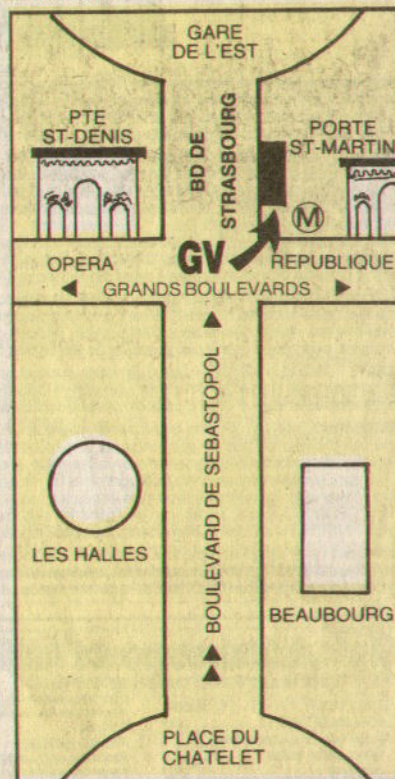 GARE
DE L'EST
PTE
ST-DENIS
BD DE
STRASBOURG
PORTE
ST-MARTIN
M
GV
OPERA
REPUBLIQUE
GRANDS BOULEVARDS
BOULEVARD DE SEBASTOPOL
LES HALLES
BEAUBOURG
PLACE DU
CHATELET